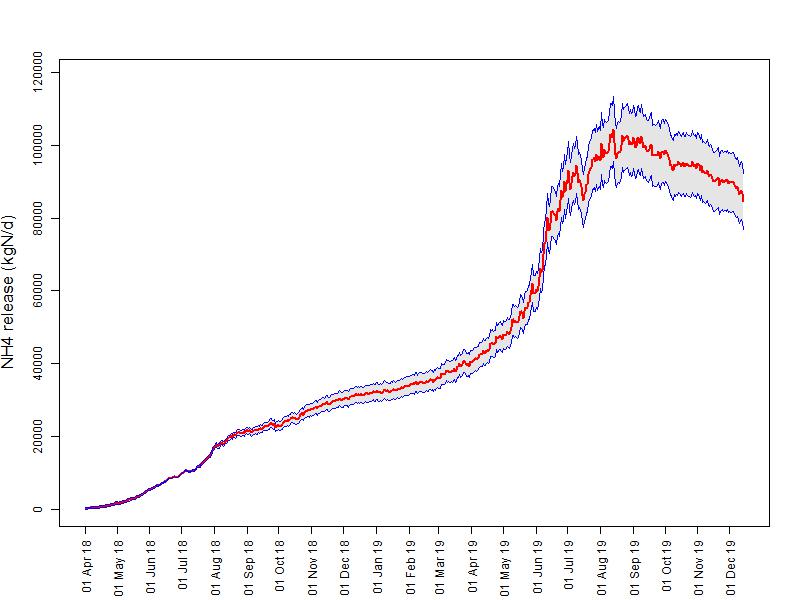 NH4 release (kgN/d)
120000
100000
80000
60000
40000
20000
0
01 Apr 18
01 May 18
01 Jun 18
01 Jul 18
01 Aug 18
01 Sep 18
01 Oct 18
01 Nov 18
01 Dec 18
01 Jan 19
01 Feb 19
01 Mar 19
01 Apr 19
01 May 19
01 Jun 19
01 Jul 19
01 Aug 19
01 Sep 19
01 Oct 19
01 Nov 19
01 Dec 19